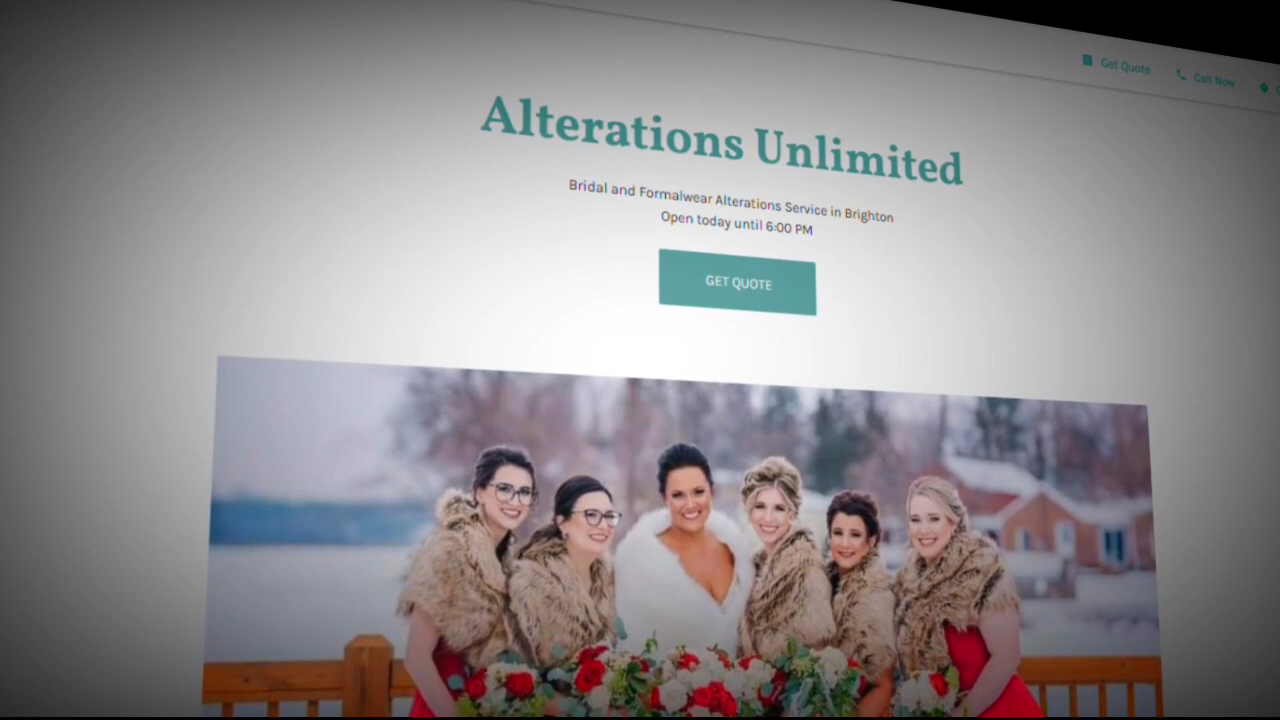 Get Quote
Call Now
Alterations Unlimited
Bridal and Formalwear Alterations Service in Brighton
Open today until 6:00 PM
GET QUOTE